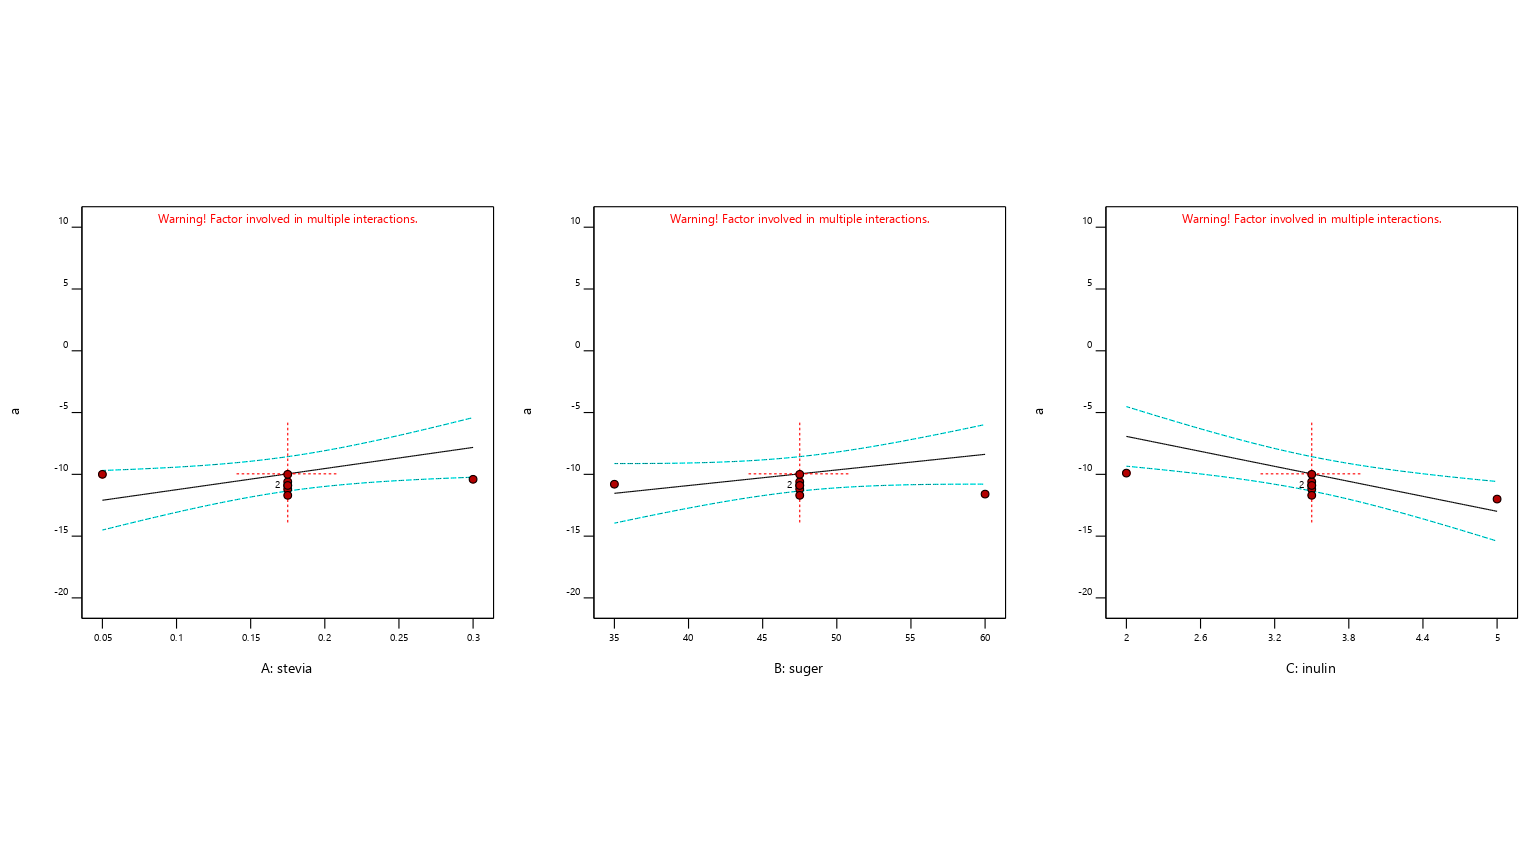 Warning! Factor involved in multiple interactions.
10
5
0
-5
-10
-15
-20
a
2
0.05 0.1 0.15 0.2 0.25 0.3
A: stevia
Warning! Factor involved in multiple interactions.
10
5
0
-5
-10
-15
-20
a
2
35 40 45 50 55 60
B: suger
Warning! Factor involved in multiple interactions.
10
5
0
-5
-10
-15
-20
a
2
2 2.6 3.2 3.8 4.4 5
C: inulin